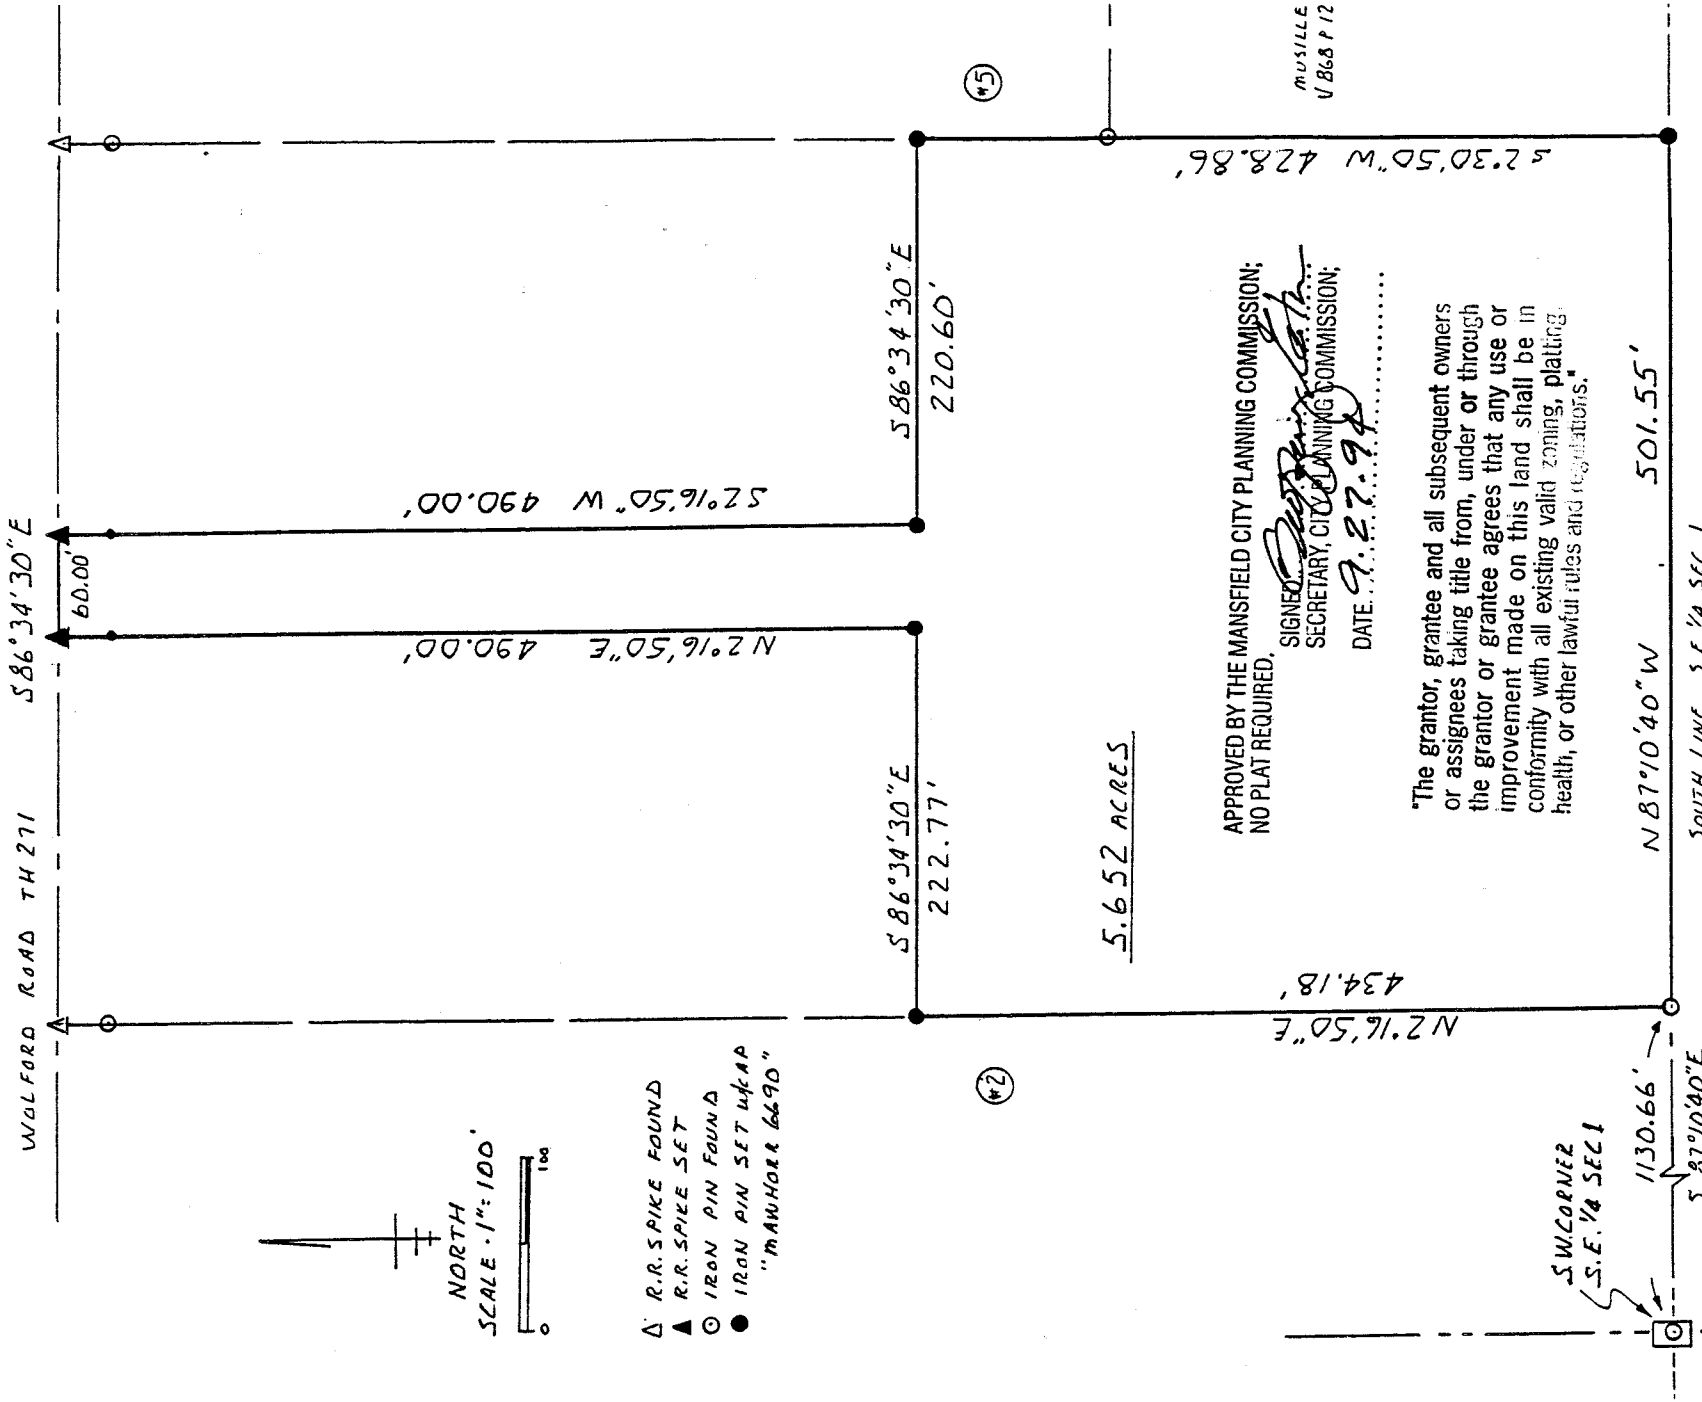 WOLFORD ROAD TH 271
S86°34'30"E
60.00'
N2°16'50"E 490.00'
S2°16'50"W 490.00'
S86°34'30"E
222.77'
S86°34'30"E
220.60'
#5
MUSILLE
V 868 P 12
S2°30'50"W 428.86'
NORTH
SCALE · 1"=100'
0 100
R.R. SPIKE FOUND
R.R. SPIKE SET
IRON PIN FOUND
IRON PIN SET W/CAP
"MAWHORR 6690"
#2
N2°16'50"E
434.18'
5.652 ACRES
APPROVED BY THE MANSFIELD CITY PLANNING COMMISSION;
NO PLAT REQUIRED,
SIGNED
SECRETARY, CITY PLANNING COMMISSION;
DATE 9.27.94
"The grantor, grantee and all subsequent owners
or assignees taking title from, under or through
the grantor or grantee agrees that any use or
improvement made on this land shall be in
conformity with all existing valid zoning, platting,
health, or other lawful rules and regulations."
N87°10'40"W 501.55'
SOUTH LINE S.E. 1/4 SEC 1
S.W. CORNER
S.E. 1/4 SEC 1
1130.66'
S 87°10'40"E